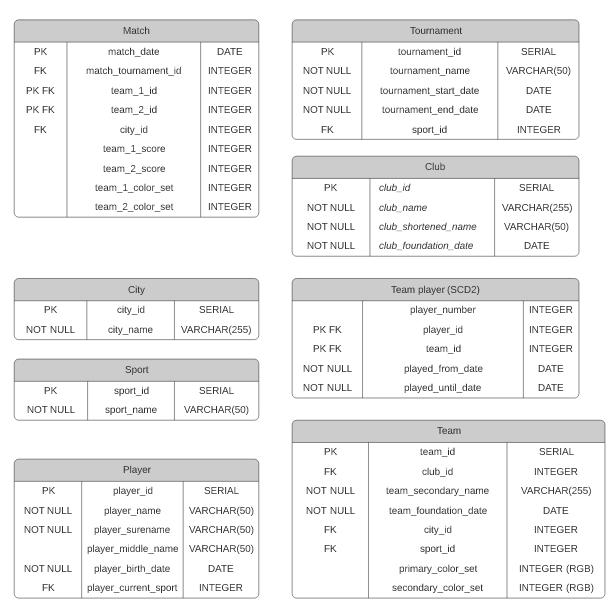 Match
PK match_date DATE
FK match_tournament_id INTEGER
PK FK team_1_id INTEGER
PK FK team_2_id INTEGER
FK city_id INTEGER
team_1_score INTEGER
team_2_score INTEGER
team_1_color_set INTEGER
team_2_color_set INTEGER
Tournament
PK tournament_id SERIAL
NOT NULL tournament_name VARCHAR(50)
NOT NULL tournament_start_date DATE
NOT NULL tournament_end_date DATE
FK sport_id INTEGER
Club
PK club_id SERIAL
NOT NULL club_name VARCHAR(255)
NOT NULL club_shortened_name VARCHAR(50)
NOT NULL club_foundation_date DATE
City
PK city_id SERIAL
NOT NULL city_name VARCHAR(255)
Team player (SCD2)
player_number INTEGER
PK FK player_id INTEGER
PK FK team_id INTEGER
NOT NULL played_from_date DATE
NOT NULL played_until_date DATE
Sport
PK sport_id SERIAL
NOT NULL sport_name VARCHAR(50)
Player
PK player_id SERIAL
NOT NULL player_name VARCHAR(50)
NOT NULL player_surename VARCHAR(50)
player_middle_name VARCHAR(50)
NOT NULL player_birth_date DATE
FK player_current_sport INTEGER
Team
PK team_id SERIAL
FK club_id INTEGER
NOT NULL team_secondary_name VARCHAR(255)
NOT NULL team_foundation_date DATE
FK city_id INTEGER
FK sport_id INTEGER
primary_color_set INTEGER (RGB)
secondary_color_set INTEGER (RGB)